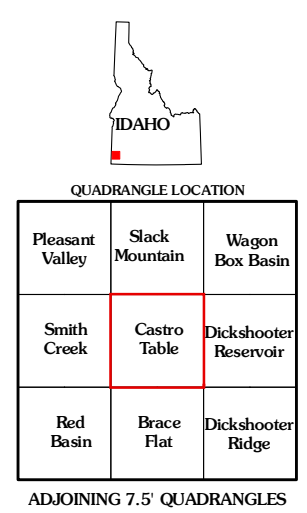 IDAHO
QUADRANGLE LOCATION
Pleasant
Valley
Slack
Mountain
Wagon
Box Basin
Smith
Creek
Castro
Table
Dickshooter
Reservoir
Red
Basin
Brace
Flat
Dickshooter
Ridge
ADJOINING 7.5' QUADRANGLES